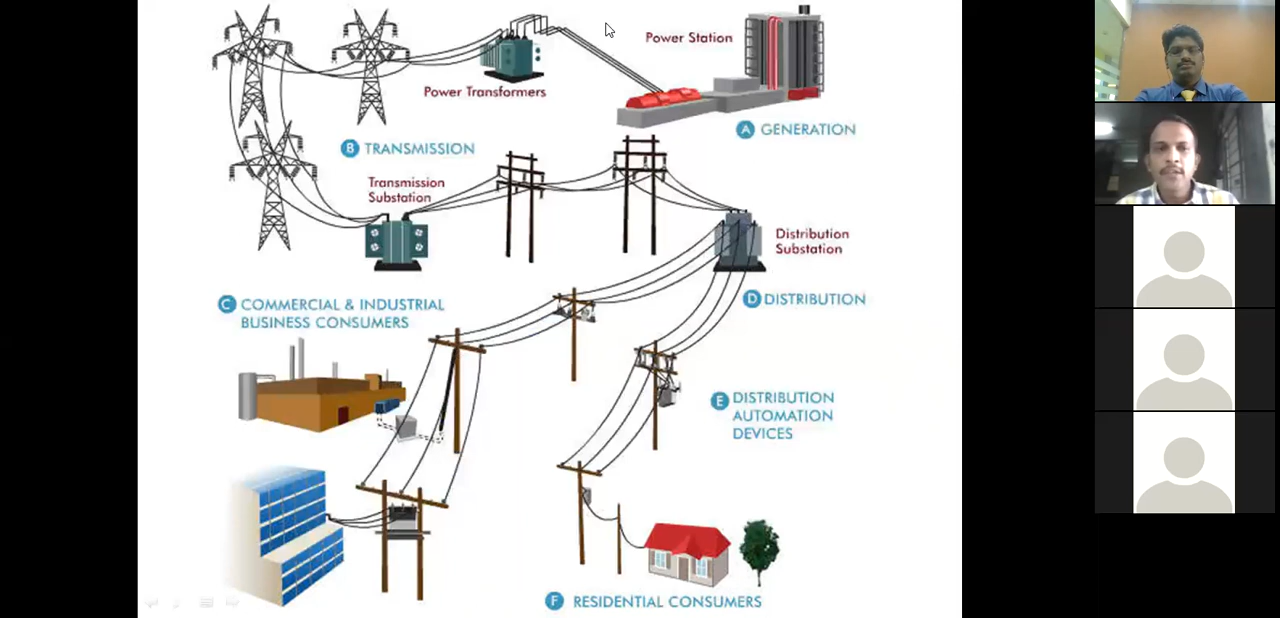 Power Station
Power Transformers
A GENERATION
B TRANSMISSION
Transmission
Substation
Distribution
Substation
C COMMERCIAL & INDUSTRIAL
BUSINESS CONSUMERS
D DISTRIBUTION
E DISTRIBUTION
AUTOMATION
DEVICES
F RESIDENTIAL CONSUMERS